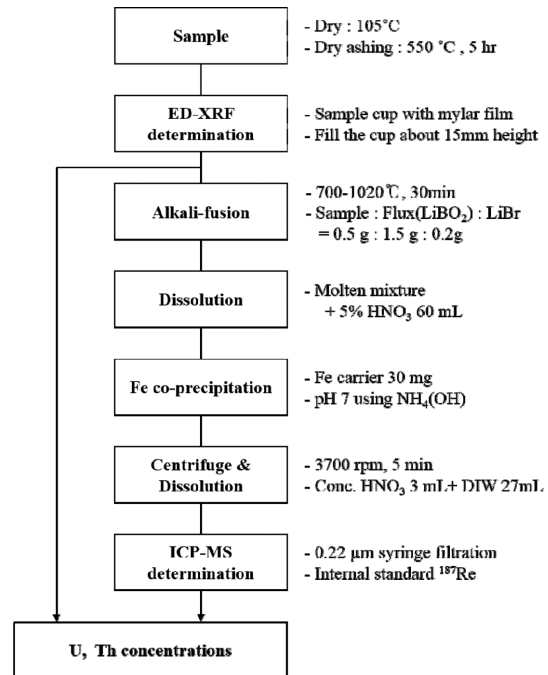 Sample
- Dry : 105˚C
- Dry ashing : 550 ˚C , 5 hr
ED-XRF
determination
- Sample cup with mylar film
- Fill the cup about 15mm height
Alkali-fusion
- 700-1020℃, 30min
- Sample : Flux(LiBO₂) : LiBr
= 0.5 g : 1.5 g : 0.2g
Dissolution
- Molten mixture
+ 5% HNO₃ 60 mL
Fe co-precipitation
- Fe carrier 30 mg
- pH 7 using NH₄(OH)
Centrifuge &
Dissolution
- 3700 rpm, 5 min
- Conc. HNO₃ 3 mL+ DIW 27mL
ICP-MS
determination
- 0.22 μm syringe filtration
- Internal standard ¹⁸⁷Re
U, Th concentrations